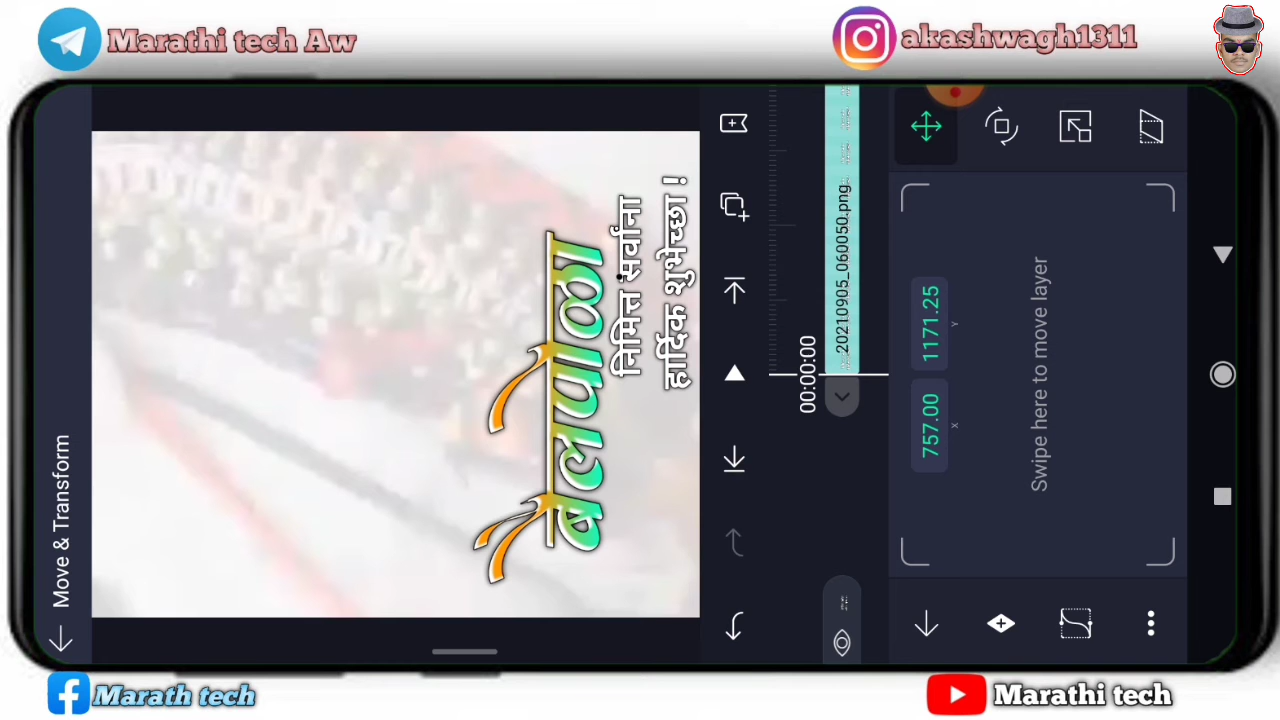 Marathi tech Aw
akashwagh1311
Move & Transform
बैलपोळा
निमित्त सर्वांना
हार्दिक शुभेच्छा!
00:00:00
20210905_060050.png
757.00
X
1171.25
Y
Swipe here to move layer
Marath tech
Marathi tech